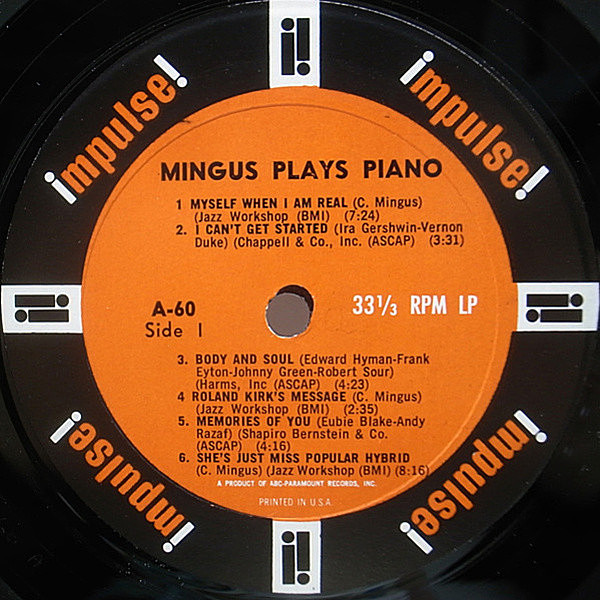 impulse!
impulse!
MINGUS PLAYS PIANO
1 MYSELF WHEN I AM REAL (C. Mingus)
(Jazz Workshop (BMI) (7:24)
2. I CAN'T GET STARTED (Ira Gershwin-Vernon
Duke) (Chappell & Co., Inc. (ASCAP) (3:31)
A-60
Side 1
33 1/3 RPM LP
3. BODY AND SOUL (Edward Hyman-Frank
Eyton-Johnny Green-Robert Sour)
(Harms, Inc (ASCAP) (4:23)
4 ROLAND KIRK'S MESSAGE (C. Mingus)
(Jazz Workshop (BMI) (2:35)
5. MEMORIES OF YOU (Eubie Blake-Andy
Razaf) (Shapiro Bernstein & Co.
(ASCAP) (4:16)
6. SHE'S JUST MISS POPULAR HYBRID
(C. Mingus) (Jazz Workshop (BMI) (8:16)
A PRODUCT OF ABC-PARAMOUNT RECORDS, INC.
PRINTED IN U.S.A.
impulse!
impulse!